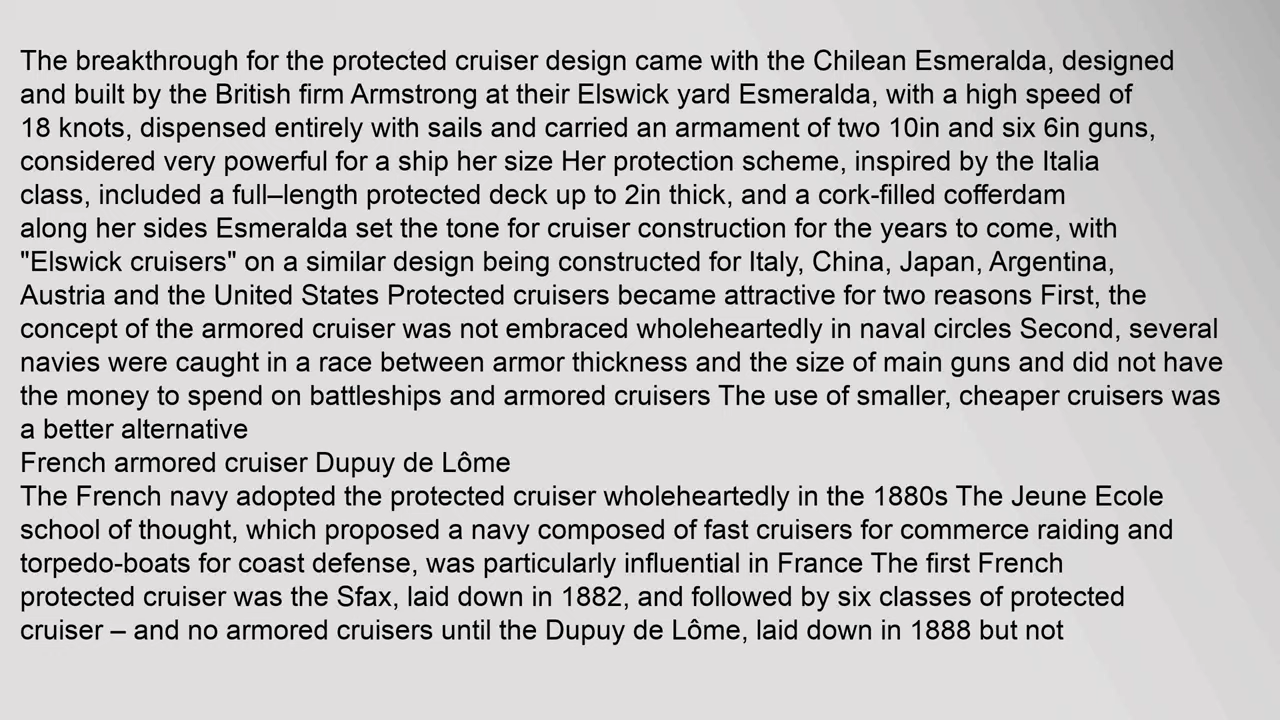 The breakthrough for the protected cruiser design came with the Chilean Esmeralda, designed
and built by the British firm Armstrong at their Elswick yard Esmeralda, with a high speed of
18 knots, dispensed entirely with sails and carried an armament of two 10in and six 6in guns,
considered very powerful for a ship her size Her protection scheme, inspired by the Italia
class, included a full–length protected deck up to 2in thick, and a cork-filled cofferdam
along her sides Esmeralda set the tone for cruiser construction for the years to come, with
"Elswick cruisers" on a similar design being constructed for Italy, China, Japan, Argentina,
Austria and the United States Protected cruisers became attractive for two reasons First, the
concept of the armored cruiser was not embraced wholeheartedly in naval circles Second, several
navies were caught in a race between armor thickness and the size of main guns and did not have
the money to spend on battleships and armored cruisers The use of smaller, cheaper cruisers was
a better alternative
French armored cruiser Dupuy de Lôme
The French navy adopted the protected cruiser wholeheartedly in the 1880s The Jeune Ecole
school of thought, which proposed a navy composed of fast cruisers for commerce raiding and
torpedo-boats for coast defense, was particularly influential in France The first French
protected cruiser was the Sfax, laid down in 1882, and followed by six classes of protected
cruiser – and no armored cruisers until the Dupuy de Lôme, laid down in 1888 but not